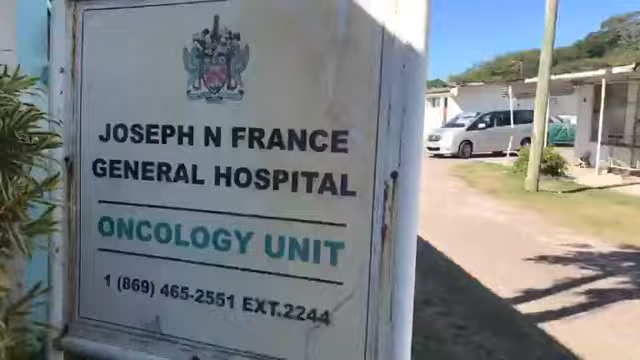 JOSEPH N FRANCE
GENERAL HOSPITAL
ONCOLOGY UNIT
1 (869) 465-2551 EXT.2244